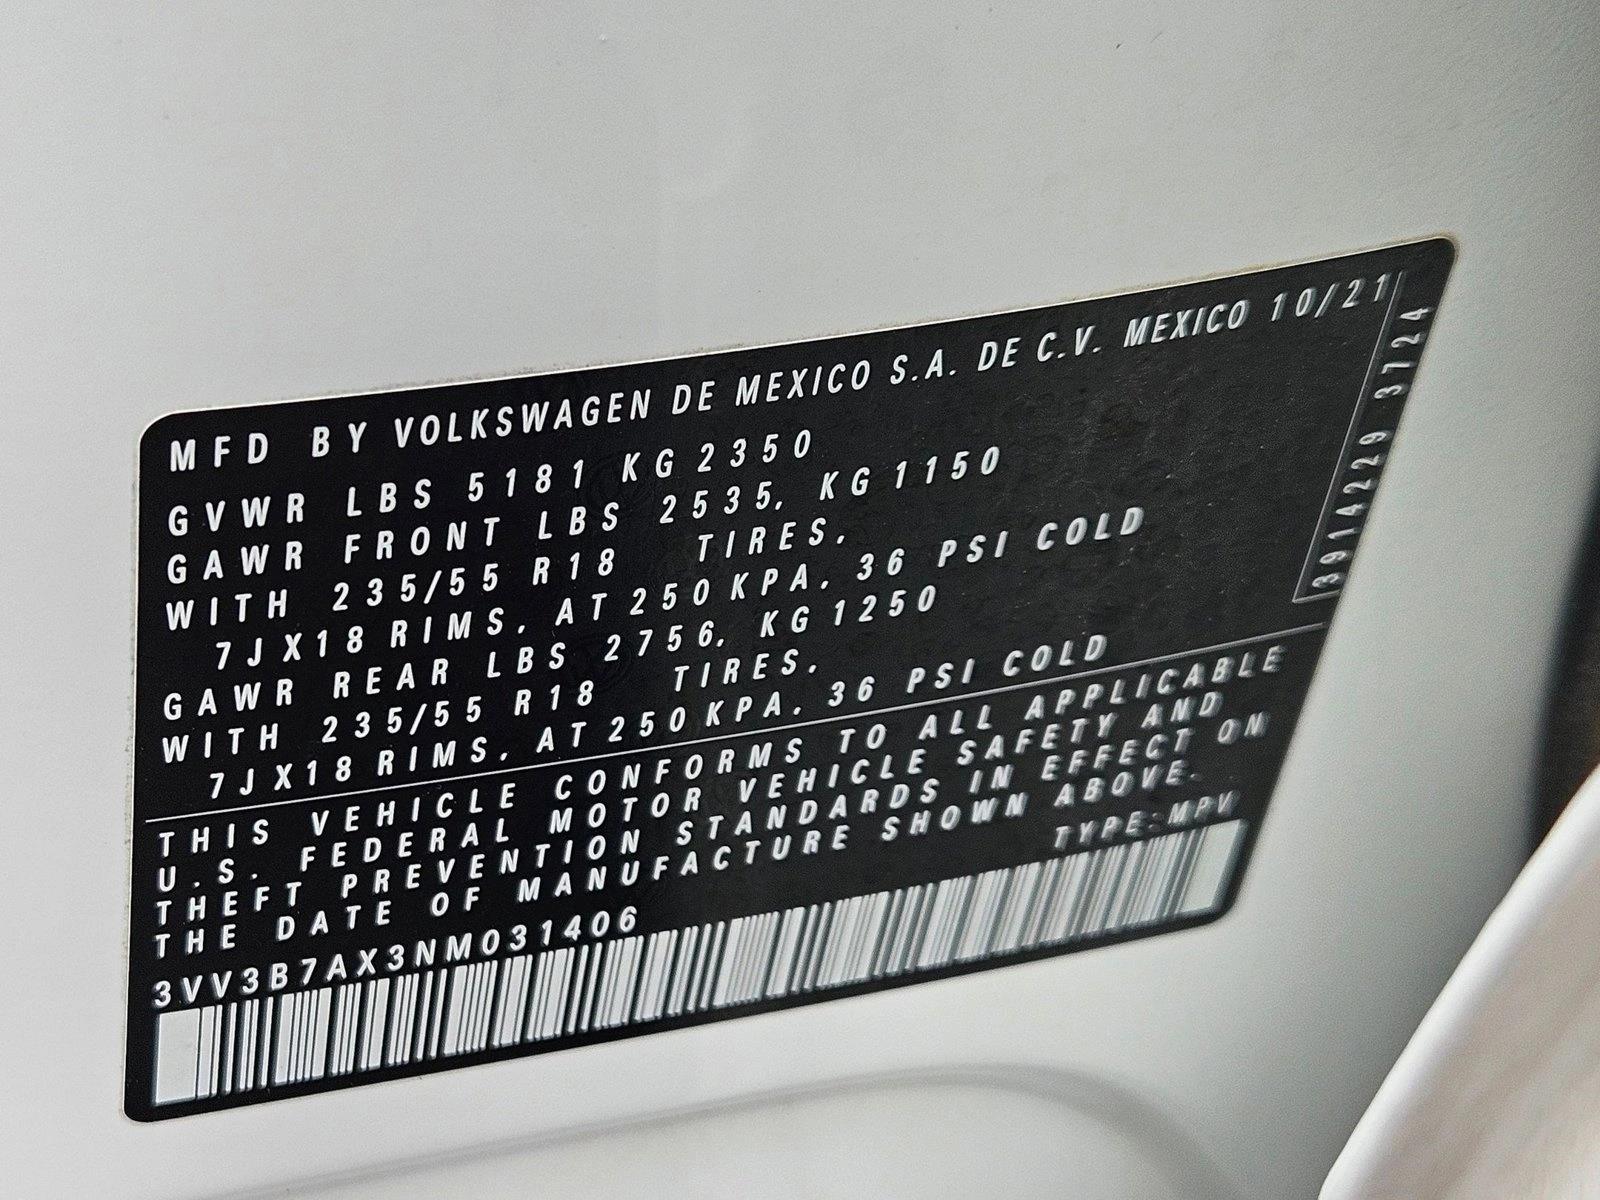 MFD BY VOLKSWAGEN DE MEXICO S.A. DE C.V. MEXICO 10/21
GVWR LBS 5181 KG 2350
GAWR FRONT LBS 2535, KG 1150
WITH 235/55 R18 TIRES,
7JX18 RIMS, AT 250 KPA. 36 PSI COLD
GAWR REAR LBS 2756, KG 1250
WITH 235/55 R18 TIRES,
7JX18 RIMS, AT 250 KPA. 36 PSI COLD
3914229 3724
THIS VEHICLE CONFORMS TO ALL APPLICABLE
U.S. FEDERAL MOTOR VEHICLE SAFETY AND
THEFT PREVENTION STANDARDS IN EFFECT ON
THE DATE OF MANUFACTURE SHOWN ABOVE.
TYPE:MPV
3VV3B7AX3NM031406